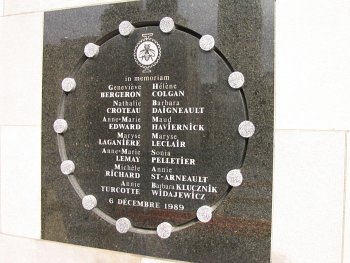 in memoriam
Geneviève Hélène
BERGERON COLGAN
Nathalie Barbara
CROTEAU DAIGNEAULT
Anne-Marie Maud
EDWARD HAVIERNICK
Maryse Maryse
LAGANIÈRE LECLAIR
Anne-Marie Sonia
LEMAY PELLETIER
Michèle Annie
RICHARD ST-ARNEAULT
Annie Barbara KLUCZNIK
TURCOTTE WIDAJEWICZ
6 DÉCEMBRE 1989